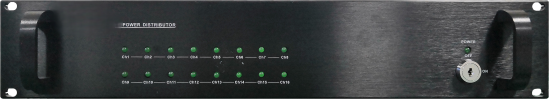 POWER DISTRIBUTOR
POWER
Ch1 Ch2 Ch3 Ch4 Ch5 Ch6 Ch7 Ch8
OFF
ON
Ch9 Ch10 Ch11 Ch12 Ch13 Ch14 Ch15 Ch16